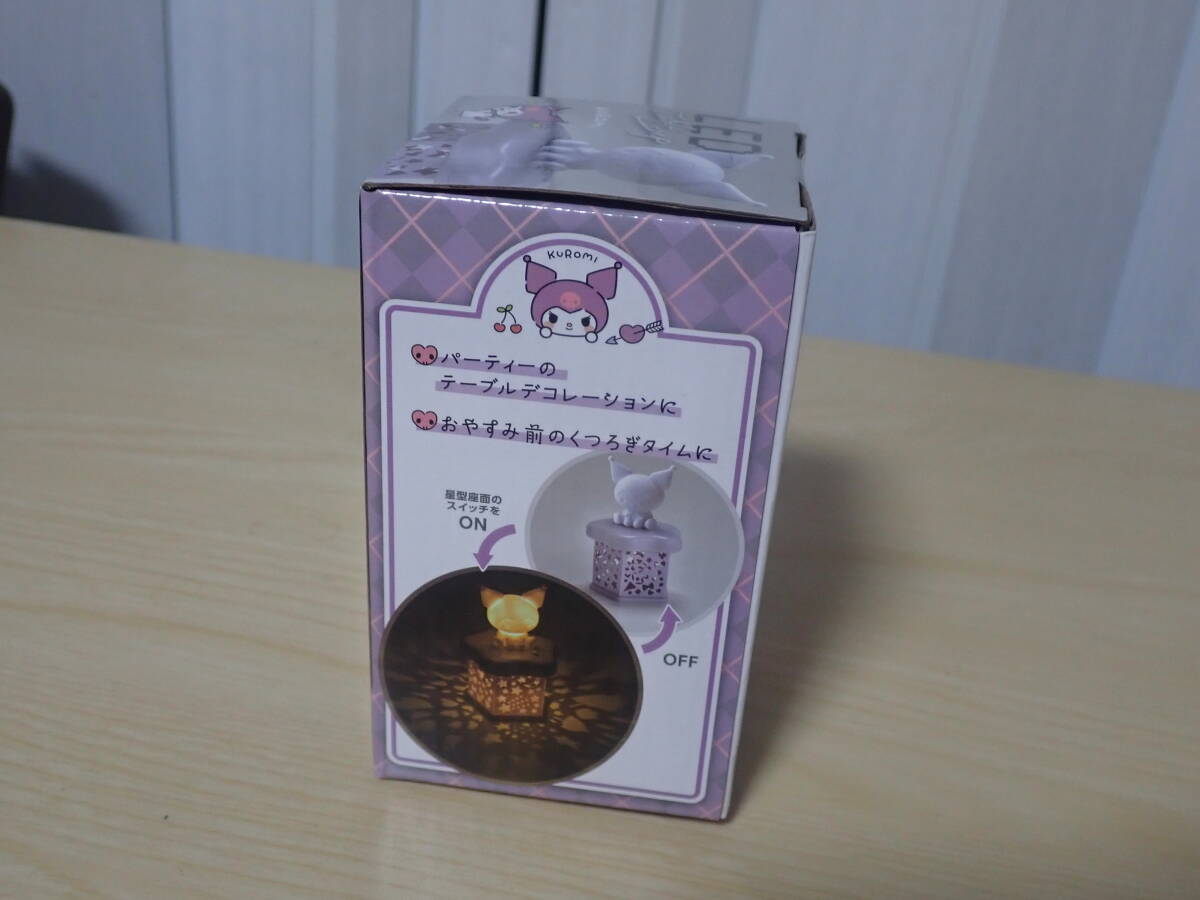 LED
KUROMI
パーティーの
テーブルデコレーションに
おやすみ前のくつろぎタイムに
星型座面の
スイッチを
ON
OFF